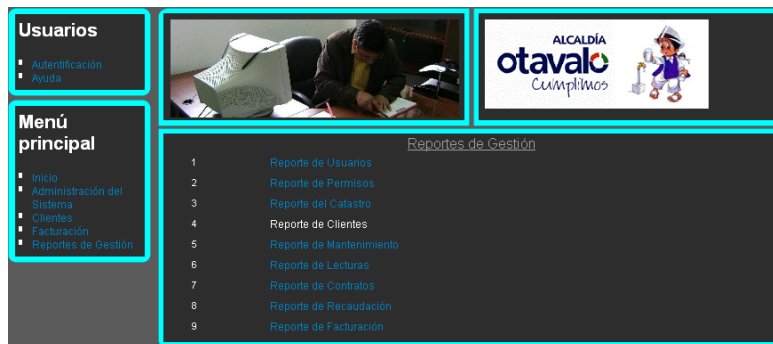 Usuarios
Autentificación
Ayuda
Menú
principal
Inicio
Administración del
Sistema
Clientes
Facturación
Reportes de Gestión
ALCALDÍA
otavalo
Cumplimos
Reportes de Gestión
1 Reporte de Usuarios
2 Reporte de Permisos
3 Reporte del Catastro
4 Reporte de Clientes
5 Reporte de Mantenimiento
6 Reporte de Lecturas
7 Reporte de Contratos
8 Reporte de Recaudación
9 Reporte de Facturación